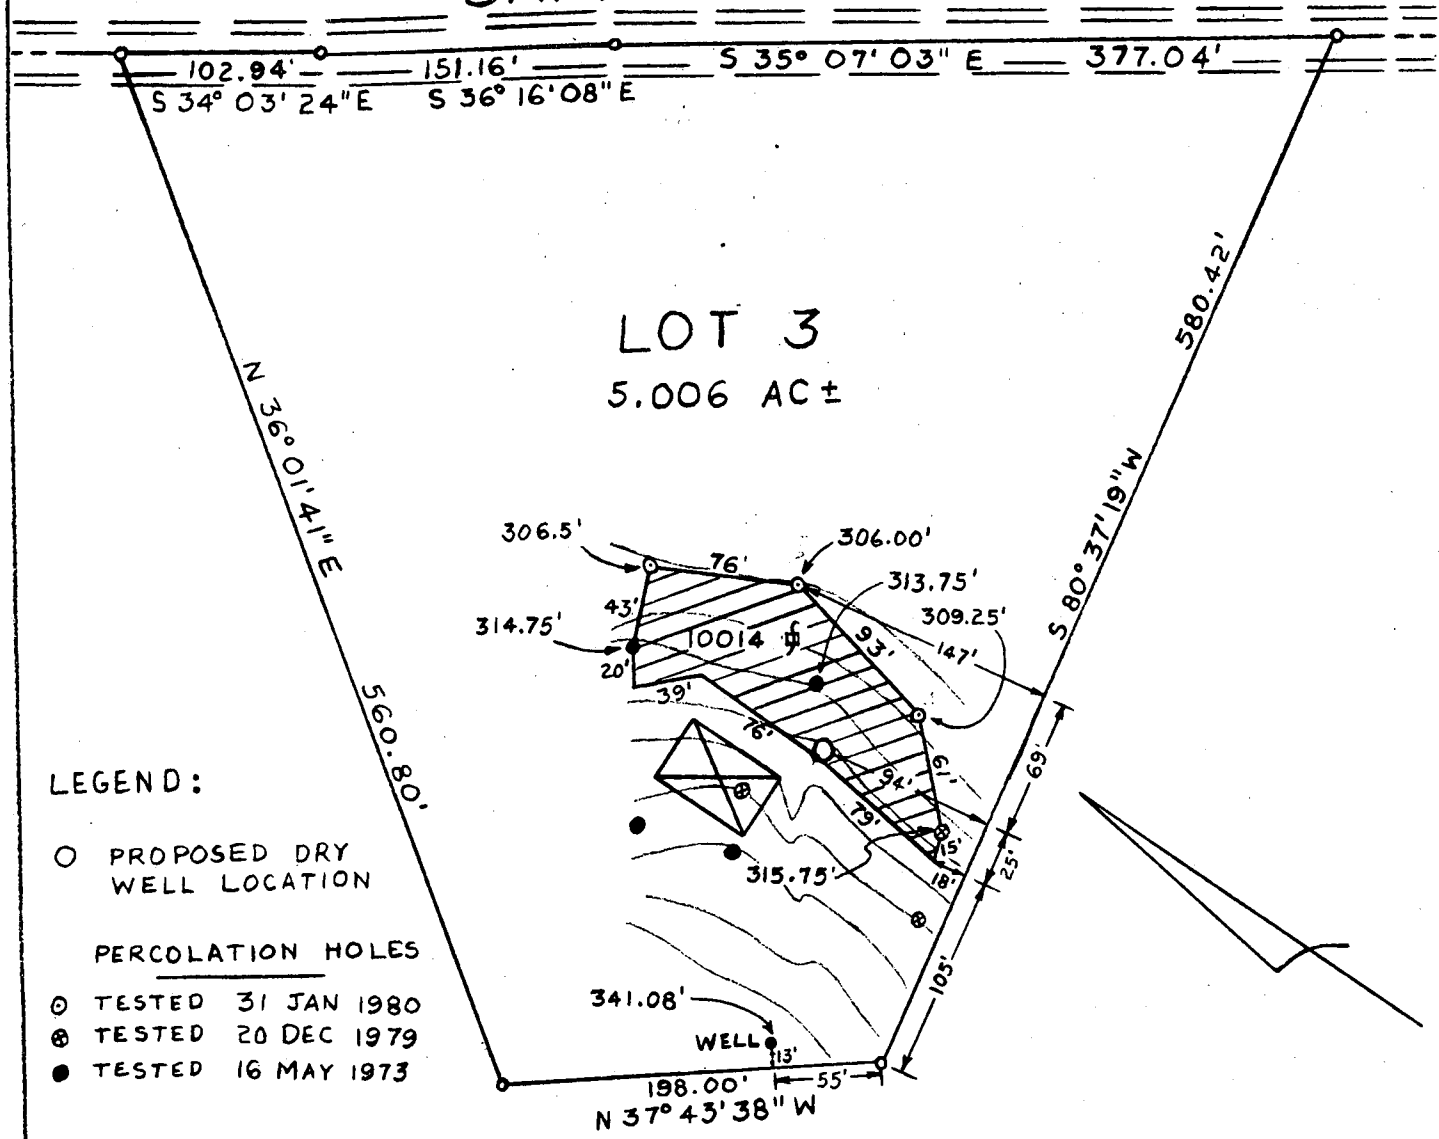 102.94'
151.16'
S 35° 07' 03" E
377.04'
S 34° 03' 24" E
S 36° 16' 08" E
580.42'
LOT 3
5.006 AC ±
N 36° 01' 41" E
S 80° 37' 19" W
306.5'
76'
306.00'
313.75'
43'
309.25'
314.75'
10014
93'
147'
20'
39'
560.80'
76'
61'
69'
94'
LEGEND:
79'
15'
25'
PROPOSED DRY
WELL LOCATION
315.75'
18'
PERCOLATION HOLES
105'
TESTED 31 JAN 1980
341.08'
TESTED 20 DEC 1979
WELL
13'
TESTED 16 MAY 1973
198.00'
55'
N 37° 43' 38" W